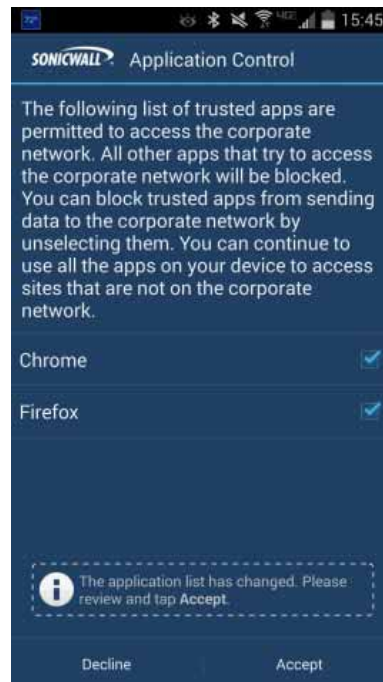 72° 4G LTE 15:45
SONICWALL Application Control
The following list of trusted apps are
permitted to access the corporate
network. All other apps that try to access
the corporate network will be blocked.
You can block trusted apps from sending
data to the corporate network by
unselecting them. You can continue to
use all the apps on your device to access
sites that are not on the corporate
network.
Chrome
Firefox
The application list has changed. Please
review and tap Accept.
Decline Accept